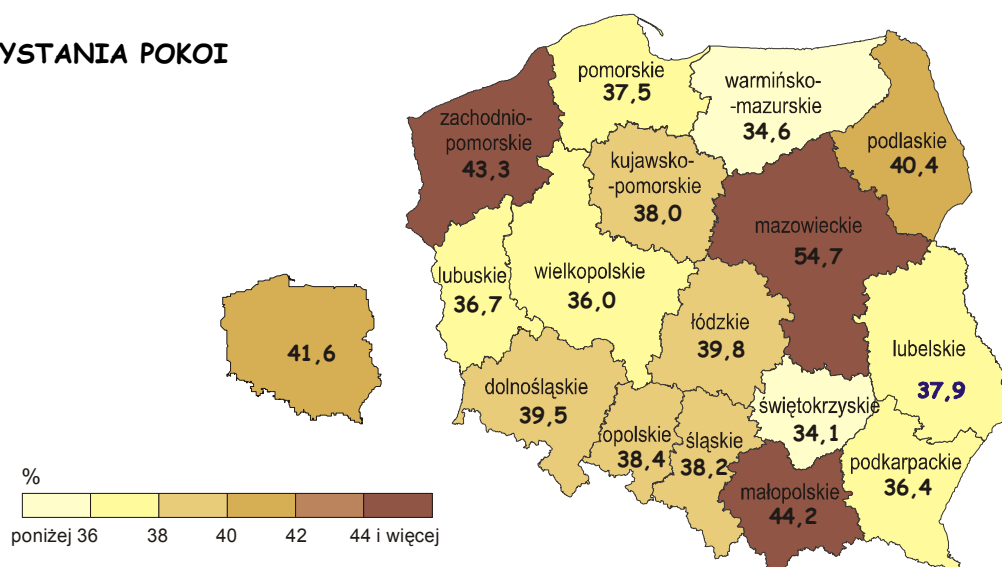 YSTANIA POKOI
pomorskie
37,5
warmińsko-
-mazurskie
34,6
zachodnio-
pomorskie
43,3
podlaskie
40,4
kujawsko-
-pomorskie
38,0
mazowieckie
54,7
lubuskie
36,7
wielkopolskie
36,0
łódzkie
39,8
lubelskie
37,9
41,6
dolnośląskie
39,5
opolskie
38,4
śląskie
38,2
świętokrzyskie
34,1
małopolskie
44,2
podkarpackie
36,4
%
poniżej 36 38 40 42 44 i więcej